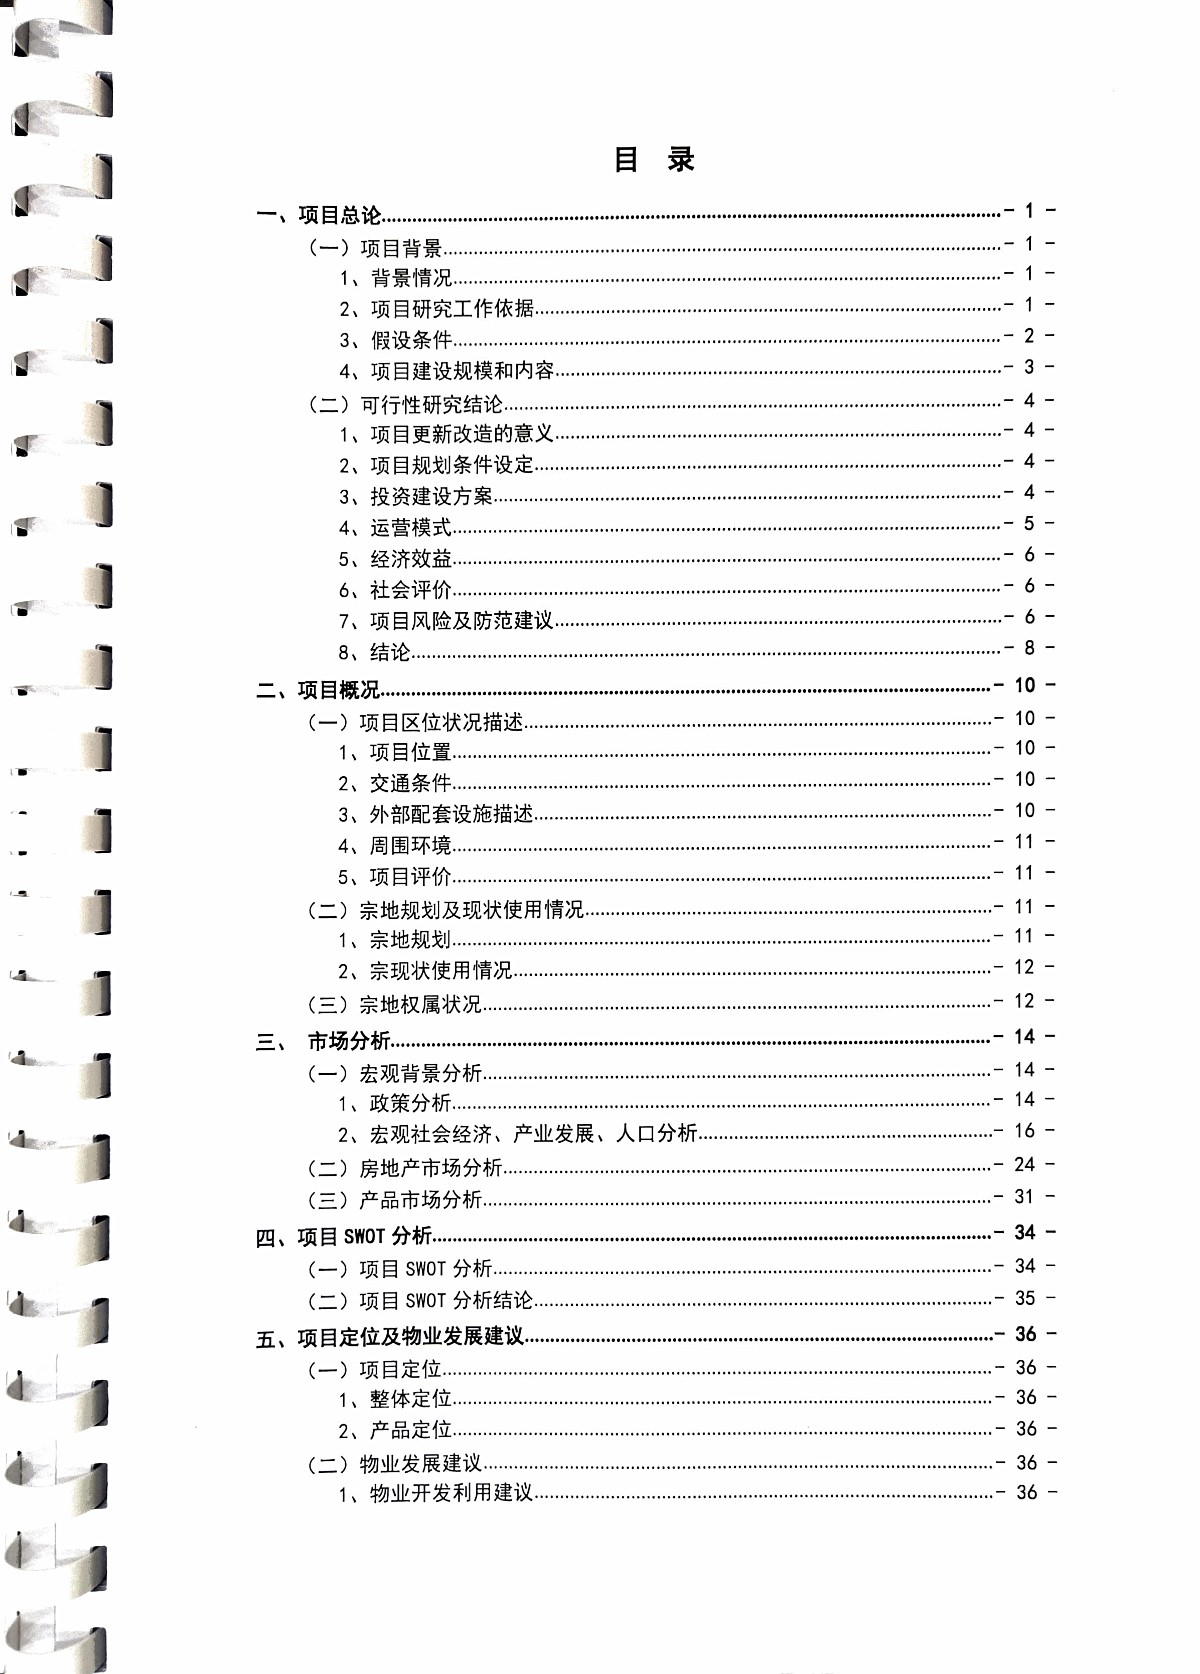 目 录
一、项目总论- 1 -
（一）项目背景- 1 -
1、背景情况- 1 -
2、项目研究工作依据- 1 -
3、假设条件- 2 -
4、项目建设规模和内容- 3 -
（二）可行性研究结论- 4 -
1、项目更新改造的意义- 4 -
2、项目规划条件设定- 4 -
3、投资建设方案- 4 -
4、运营模式- 5 -
5、经济效益- 6 -
6、社会评价- 6 -
7、项目风险及防范建议- 6 -
8、结论- 8 -
二、项目概况- 10 -
（一）项目区位状况描述- 10 -
1、项目位置- 10 -
2、交通条件- 10 -
3、外部配套设施描述- 10 -
4、周围环境- 11 -
5、项目评价- 11 -
（二）宗地规划及现状使用情况- 11 -
1、宗地规划- 11 -
2、宗现状使用情况- 12 -
（三）宗地权属状况- 12 -
三、 市场分析- 14 -
（一）宏观背景分析- 14 -
1、政策分析- 14 -
2、宏观社会经济、产业发展、人口分析- 16 -
（二）房地产市场分析- 24 -
（三）产品市场分析- 31 -
四、项目 SWOT 分析- 34 -
（一）项目 SWOT 分析- 34 -
（二）项目 SWOT 分析结论- 35 -
五、项目定位及物业发展建议- 36 -
（一）项目定位- 36 -
1、整体定位- 36 -
2、产品定位- 36 -
（二）物业发展建议- 36 -
1、物业开发利用建议- 36 -